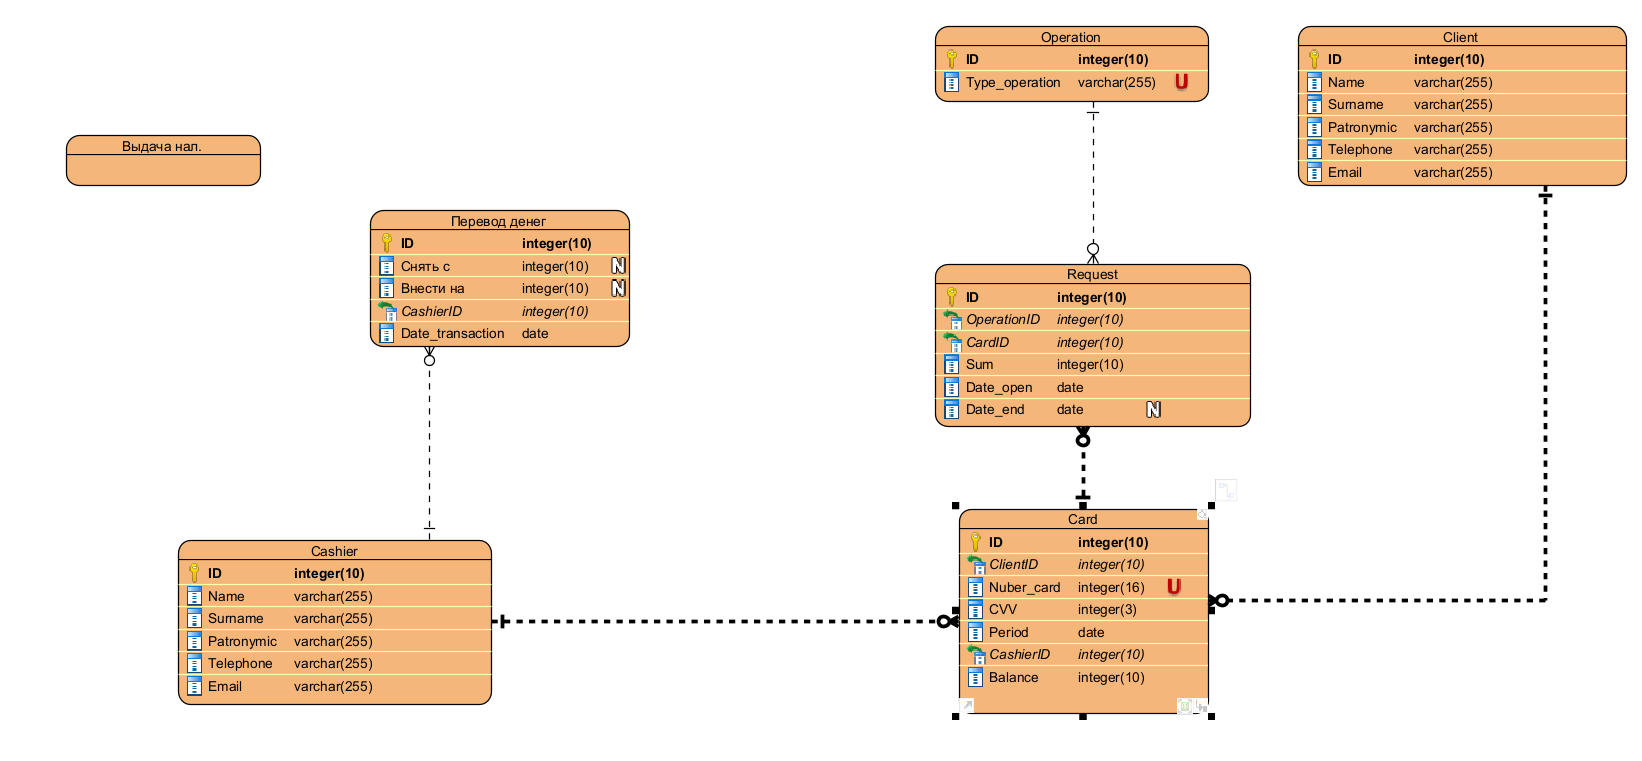 Выдача нал.
Перевод денег
ID integer(10)
Снять с integer(10) N
Внести на integer(10) N
CashierID integer(10)
Date_transaction date
Cashier
ID integer(10)
Name varchar(255)
Surname varchar(255)
Patronymic varchar(255)
Telephone varchar(255)
Email varchar(255)
Operation
ID integer(10)
Type_operation varchar(255) U
Request
ID integer(10)
OperationID integer(10)
CardID integer(10)
Sum integer(10)
Date_open date
Date_end date N
Card
ID integer(10)
ClientID integer(10)
Nuber_card integer(16) U
CVV integer(3)
Period date
CashierID integer(10)
Balance integer(10)
Client
ID integer(10)
Name varchar(255)
Surname varchar(255)
Patronymic varchar(255)
Telephone varchar(255)
Email varchar(255)